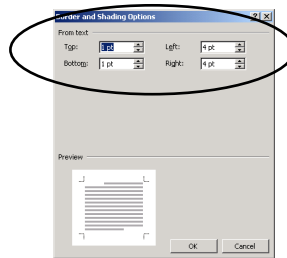 Border and Shading Options
From text
Top: 1 pt Left: 4 pt
Bottom: 1 pt Right: 4 pt
Preview
OK Cancel